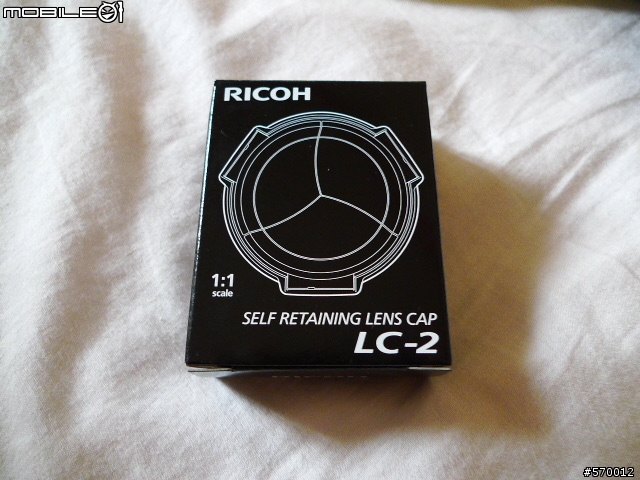 MOBILE01
RICOH
1:1
scale
SELF RETAINING LENS CAP
LC-2
#570012